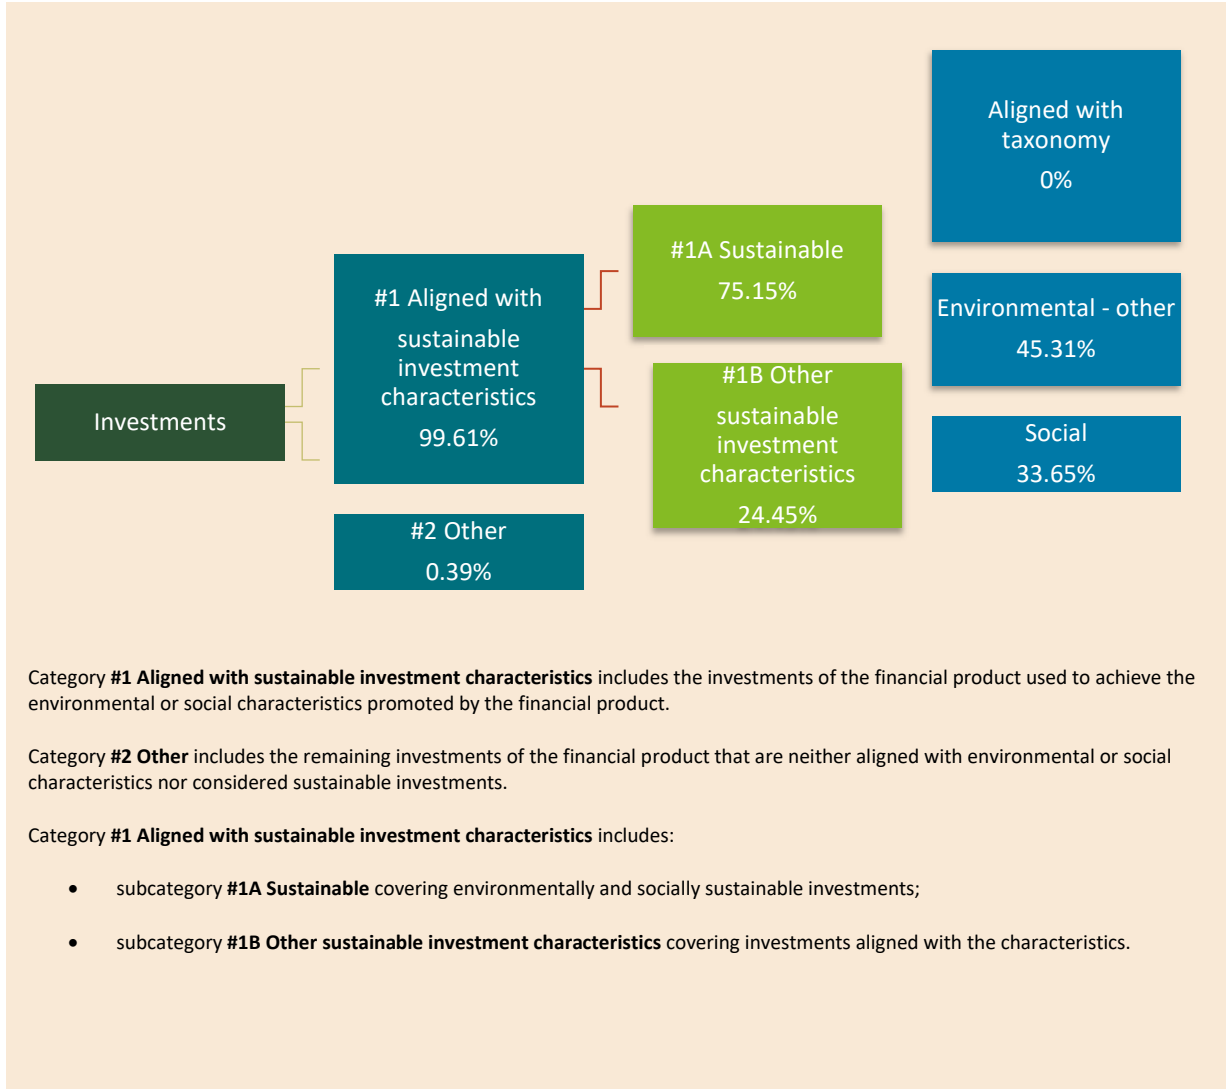 Investments
#1 Aligned with
sustainable
investment
characteristics
99.61%
#2 Other
0.39%
#1A Sustainable
75.15%
#1B Other
sustainable
investment
characteristics
24.45%
Aligned with
taxonomy
0%
Environmental - other
45.31%
Social
33.65%
Category #1 Aligned with sustainable investment characteristics includes the investments of the financial product used to achieve the
environmental or social characteristics promoted by the financial product.
Category #2 Other includes the remaining investments of the financial product that are neither aligned with environmental or social
characteristics nor considered sustainable investments.
Category #1 Aligned with sustainable investment characteristics includes:
• subcategory #1A Sustainable covering environmentally and socially sustainable investments;
• subcategory #1B Other sustainable investment characteristics covering investments aligned with the characteristics.